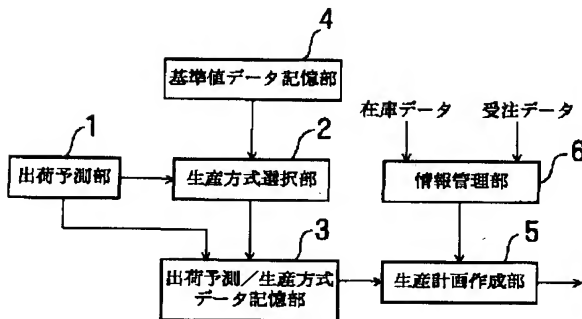 4
基準値データ記憶部
在庫データ 受注データ
1
2
出荷予測部
生産方式選択部
情報管理部
6
3
5
出荷予測/生産方式
データ記憶部
生産計画作成部